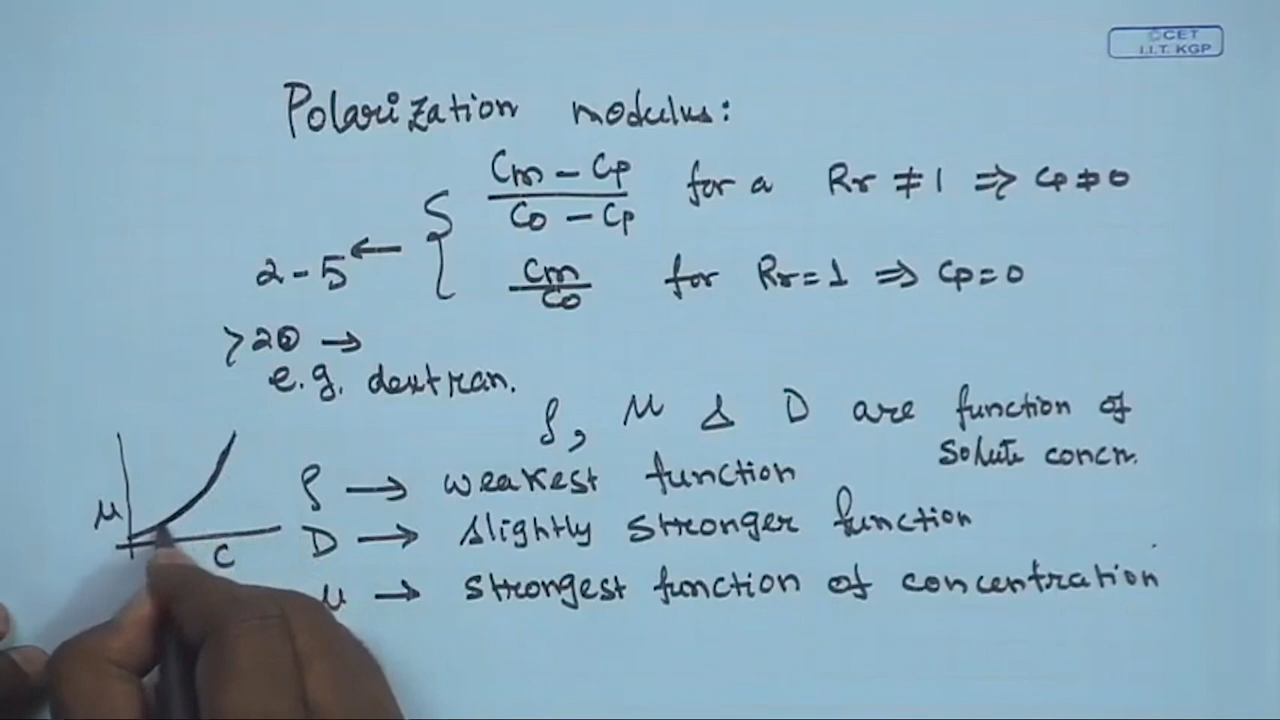 ©CET
I.I.T. KGP
Polarization modulus:
Cm - Cp / Co - Cp for a Rr ≠ 1 ⇒ Cp ≠ 0
2 - 5 ← {
Cm / Co for Rr = 1 ⇒ Cp = 0
>20 →
e.g. dextran.
ρ, μ & D are function of
solute concn.
ρ → weakest function
D → slightly stronger function
μ → strongest function of concentration
μ
C